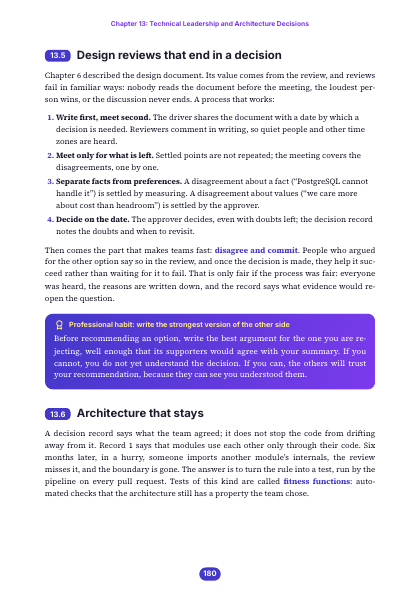 Chapter 13: Technical Leadership and Architecture Decisions
13.5 Design reviews that end in a decision
Chapter 6 described the design document. Its value comes from the review, and reviews
fail in familiar ways: nobody reads the document before the meeting, the loudest per-
son wins, or the discussion never ends. A process that works:
1. Write first, meet second. The driver shares the document with a date by which a
decision is needed. Reviewers comment in writing, so quiet people and other time
zones are heard.
2. Meet only for what is left. Settled points are not repeated; the meeting covers the
disagreements, one by one.
3. Separate facts from preferences. A disagreement about a fact (“PostgreSQL cannot
handle it”) is settled by measuring. A disagreement about values (“we care more
about cost than headroom”) is settled by the approver.
4. Decide on the date. The approver decides, even with doubts left; the decision record
notes the doubts and when to revisit.
Then comes the part that makes teams fast: disagree and commit. People who argued
for the other option say so in the review, and once the decision is made, they help it suc-
ceed rather than waiting for it to fail. That is only fair if the process was fair: everyone
was heard, the reasons are written down, and the record says what evidence would re-
open the question.
Professional habit: write the strongest version of the other side
Before recommending an option, write the best argument for the one you are re-
jecting, well enough that its supporters would agree with your summary. If you
cannot, you do not yet understand the decision. If you can, the others will trust
your recommendation, because they can see you understood them.
13.6 Architecture that stays
A decision record says what the team agreed; it does not stop the code from drifting
away from it. Record 1 says that modules use each other only through their code. Six
months later, in a hurry, someone imports another module’s internals, the review
misses it, and the boundary is gone. The answer is to turn the rule into a test, run by the
pipeline on every pull request. Tests of this kind are called fitness functions: auto-
mated checks that the architecture still has a property the team chose.
180